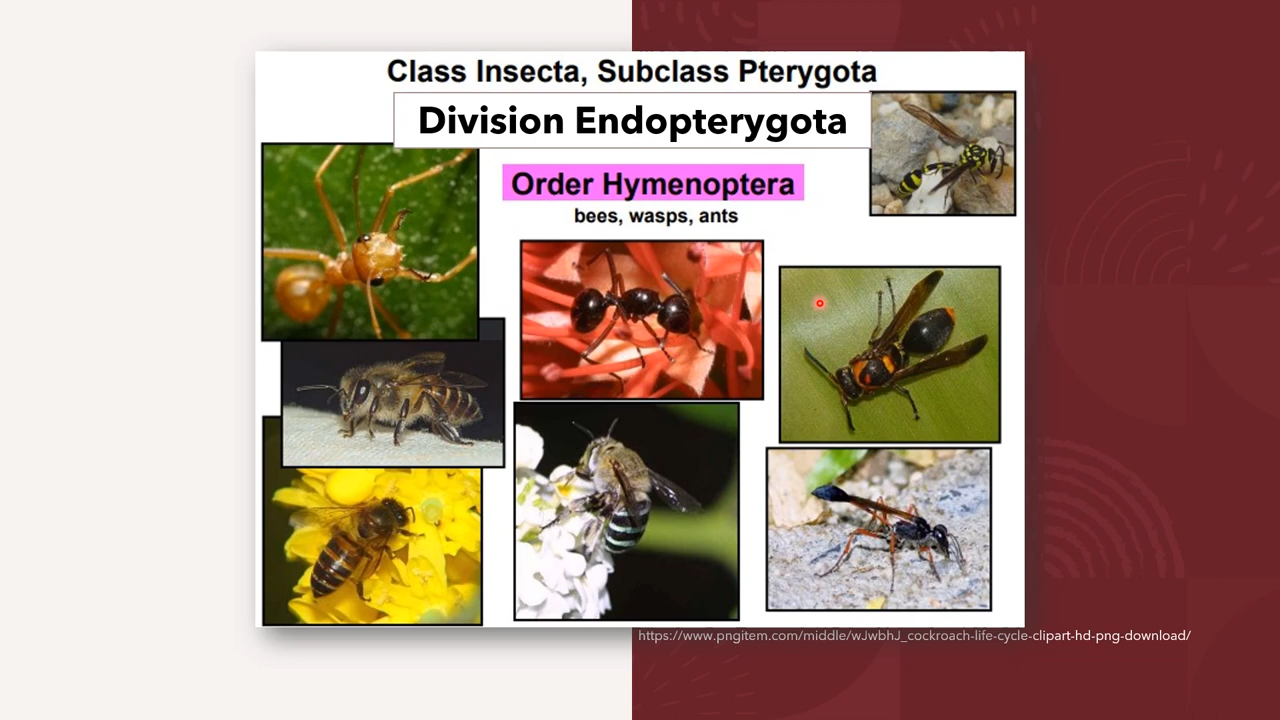 Class Insecta, Subclass Pterygota
Division Endopterygota
Order Hymenoptera
bees, wasps, ants
https://www.pngitem.com/middle/wJwbhJ_cockroach-life-cycle-clipart-hd-png-download/